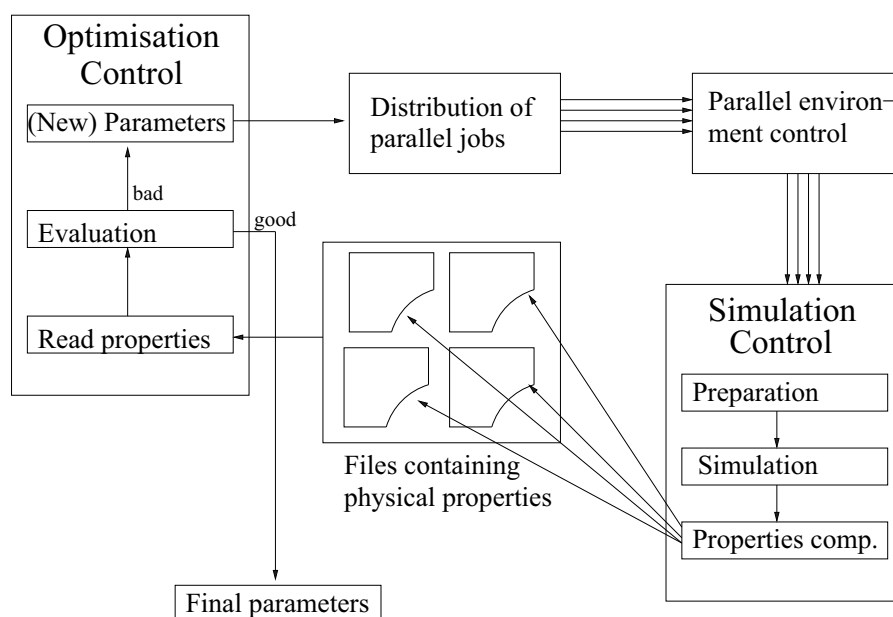 Optimisation
Control
(New) Parameters
bad
Evaluation
good
Read properties
Distribution of
parallel jobs
Parallel environ-
ment control
Simulation
Control
Preparation
Simulation
Properties comp.
Files containing
physical properties
Final parameters